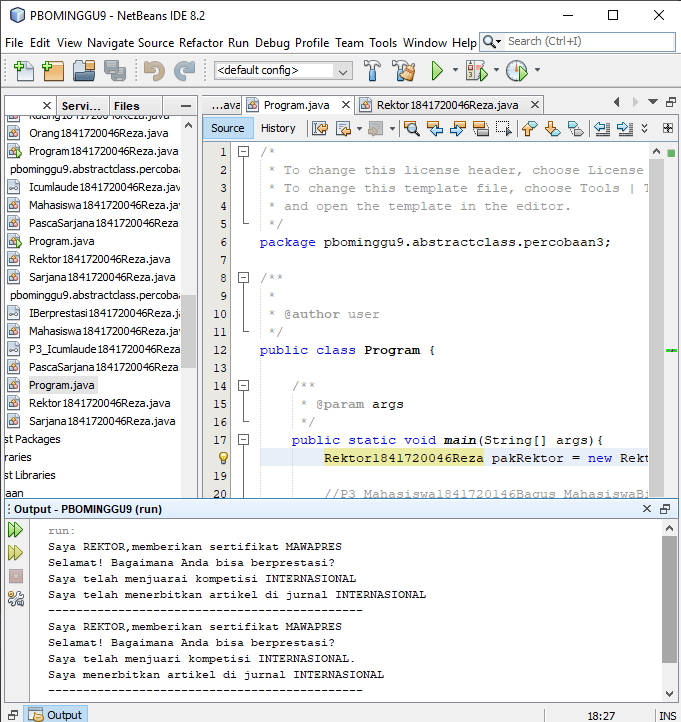 PBOMINGGU9 - NetBeans IDE 8.2
File Edit View Navigate Source Refactor Run Debug Profile Team Tools Window Help
Search (Ctrl+I)
<default config>
Servi...
Files
...ava
Program.java
Rektor1841720046Reza.java
Source
History
Orang1841720046Reza.java
Program1841720046Reza.java
pbominggu9.abstractclass.percobaa
Icumlaude1841720046Reza.java
Mahasiswa1841720046Reza.jav
PascaSarjana1841720046Reza.j
Program.java
Rektor1841720046Reza.java
Sarjana1841720046Reza.java
pbominggu9.abstractclass.percobaa
IBerprestasi1841720046Reza.jav
Mahasiswa1841720046Reza.jav
P3_Icumlaude1841720046Reza.
PascaSarjana1841720046Reza.j
Program.java
Rektor1841720046Reza.java
Sarjana1841720046Reza.java
st Packages
raries
st Libraries
aan
1 /*
2 * To change this license header, choose License
3 * To change this template file, choose Tools | T
4 * and open the template in the editor.
5 */
6 package pbominggu9.abstractclass.percobaan3;
7
8 /**
9 *
10 * @author user
11 */
12 public class Program {
13
14 /**
15 * @param args
16 */
17 public static void main(String[] args){
Rektor1841720046Reza pakRektor = new Rekt
19
20 //P3_Mahasiswa1841720146Bagus MahasiswaBi
Output - PBOMINGGU9 (run)
run:
Saya REKTOR,memberikan sertifikat MAWAPRES
Selamat! Bagaimana Anda bisa berprestasi?
Saya telah menjuarai kompetisi INTERNASIONAL
Saya telah menerbitkan artikel di jurnal INTERNASIONAL
---------------------------------------------
Saya REKTOR,memberikan sertifikat MAWAPRES
Selamat! Bagaimana Anda bisa berprestasi?
Saya telah menjuari kompetisi INTERNASIONAL.
Saya menerbitkan artikel di jurnal INTERNASIONAL
---------------------------------------------
Output
18:27
INS